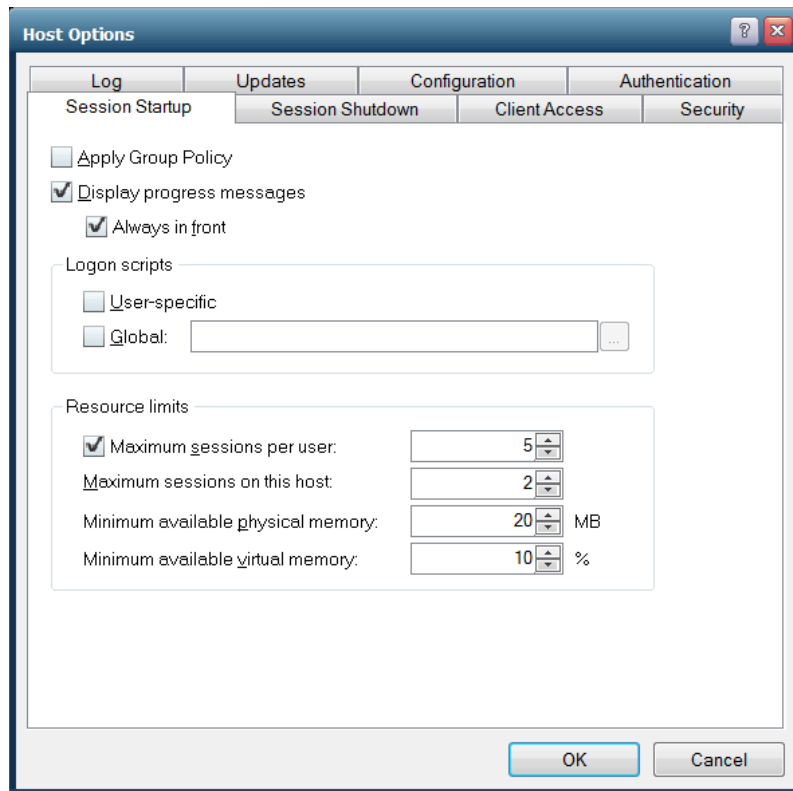 Host Options
Log Updates Configuration Authentication
Session Startup Session Shutdown Client Access Security
Apply Group Policy
Display progress messages
Always in front
Logon scripts
User-specific
Global: ...
Resource limits
Maximum sessions per user: 5
Maximum sessions on this host: 2
Minimum available physical memory: 20 MB
Minimum available virtual memory: 10 %
OK Cancel